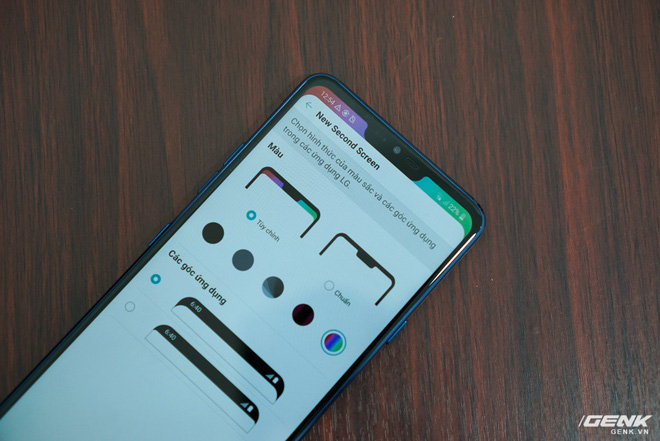 12:54
22%
New Second Screen
Chọn hình thức của màu sắc và các góc ứng dụng
trong các ứng dụng LG.
Màu
Tùy chỉnh
Chuẩn
Các góc ứng dụng
6:40
6:40
GENK
GENK.VN